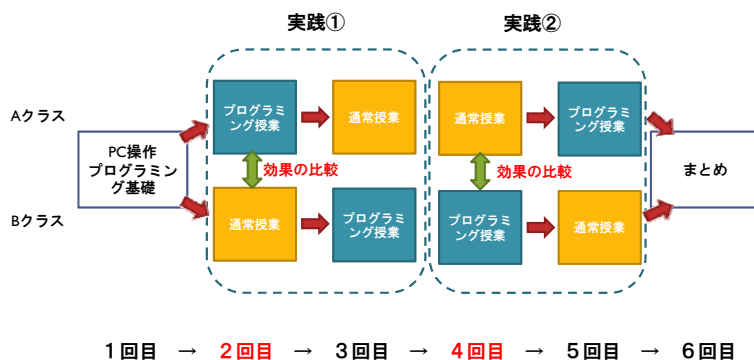 実践① 実践②
Aクラス
プログラミ
ング授業
通常授業
通常授業
プログラミ
ング授業
PC操作
プログラミ
ング基礎
効果の比較
効果の比較
まとめ
Bクラス
通常授業
プログラミ
ング授業
プログラミ
ング授業
通常授業
1回目 → 2回目 → 3回目 → 4回目 → 5回目 → 6回目